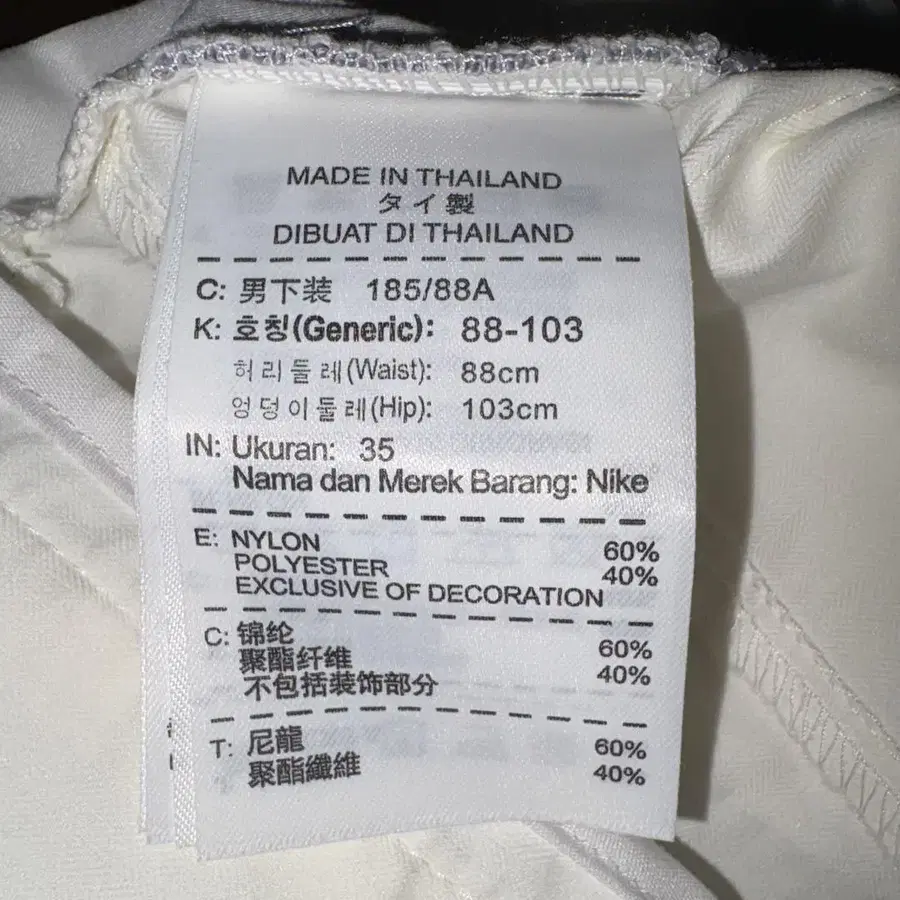 MADE IN THAILAND
タイ製
DIBUAT DI THAILAND
C: 男下装 185/88A
K: 호칭(Generic): 88-103
허리둘레(Waist): 88cm
엉덩이둘레(Hip): 103cm
IN: Ukuran: 35
Nama dan Merek Barang: Nike
E: NYLON 60%
POLYESTER 40%
EXCLUSIVE OF DECORATION
C: 锦纶 60%
聚酯纤维 40%
不包括装饰部分
T: 尼龍 60%
聚酯纖維 40%